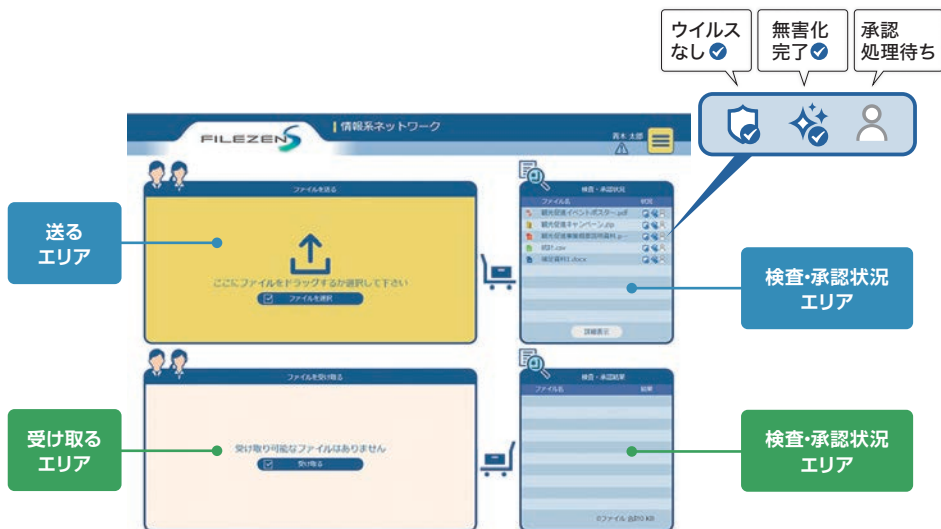 ウイルス
なし
無害化
完了
承認
処理待ち
FILEZEN S
情報系ネットワーク
青木 太郎
送る
エリア
ファイルを送る
ここにファイルをドラッグするか選択して下さい
ファイルを選択
検査・承認状況
ファイル名 状況
観光促進イベントポスター.pdf
観光促進キャンペーン.zip
統計.csv
補足資料1.docx
詳細表示
検査・承認状況
エリア
受け取る
エリア
ファイルを受け取る
受け取り可能なファイルはありません
受け取る
検査・承認結果
ファイル名 結果
0ファイル 合計0 KB
検査・承認状況
エリア